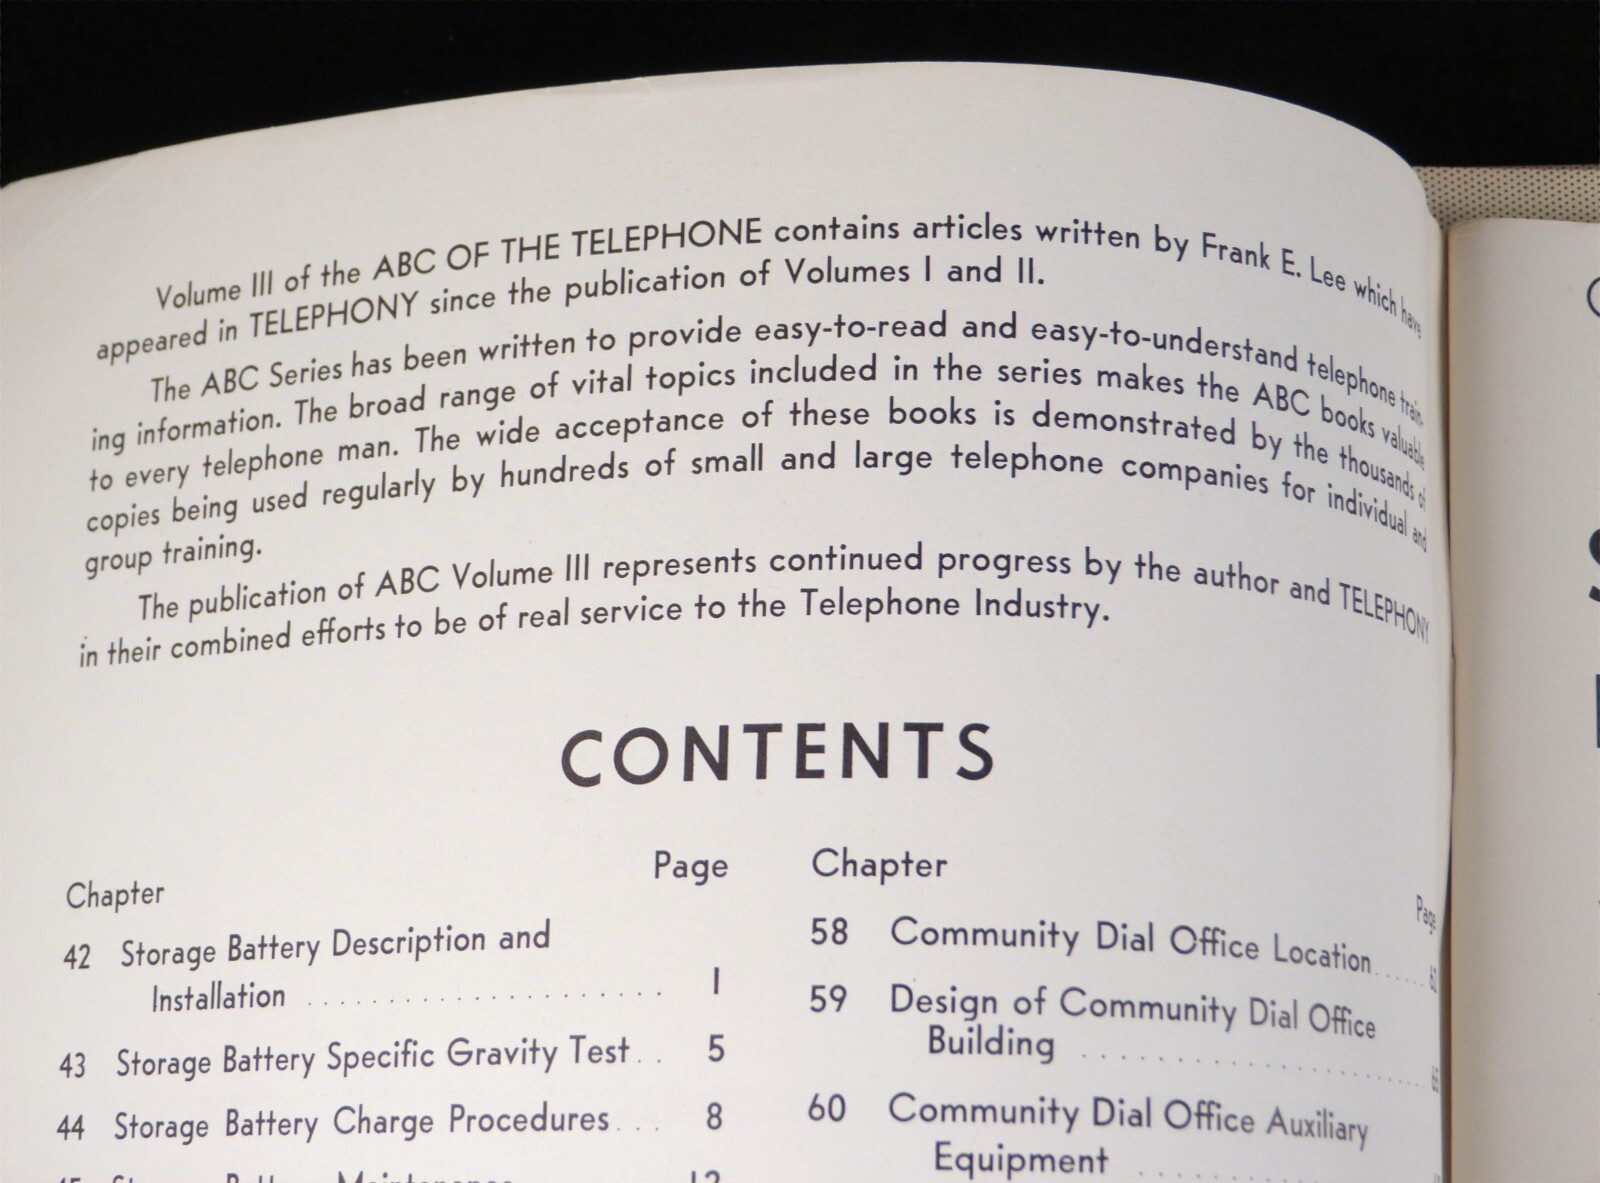 Volume III of the ABC OF THE TELEPHONE contains articles written by Frank E. Lee which have
appeared in TELEPHONY since the publication of Volumes I and II.
The ABC Series has been written to provide easy-to-read and easy-to-understand telephone train-
ing information. The broad range of vital topics included in the series makes the ABC books valuable
to every telephone man. The wide acceptance of these books is demonstrated by the thousands of
copies being used regularly by hundreds of small and large telephone companies for individual and
group training.
The publication of ABC Volume III represents continued progress by the author and TELEPHONY
in their combined efforts to be of real service to the Telephone Industry.
CONTENTS
Chapter Page
42 Storage Battery Description and
Installation ........................ 1
43 Storage Battery Specific Gravity Test .. 5
44 Storage Battery Charge Procedures ... 8
Chapter Page
58 Community Dial Office Location ..... 62
59 Design of Community Dial Office
Building ........................
60 Community Dial Office Auxiliary
Equipment ..........